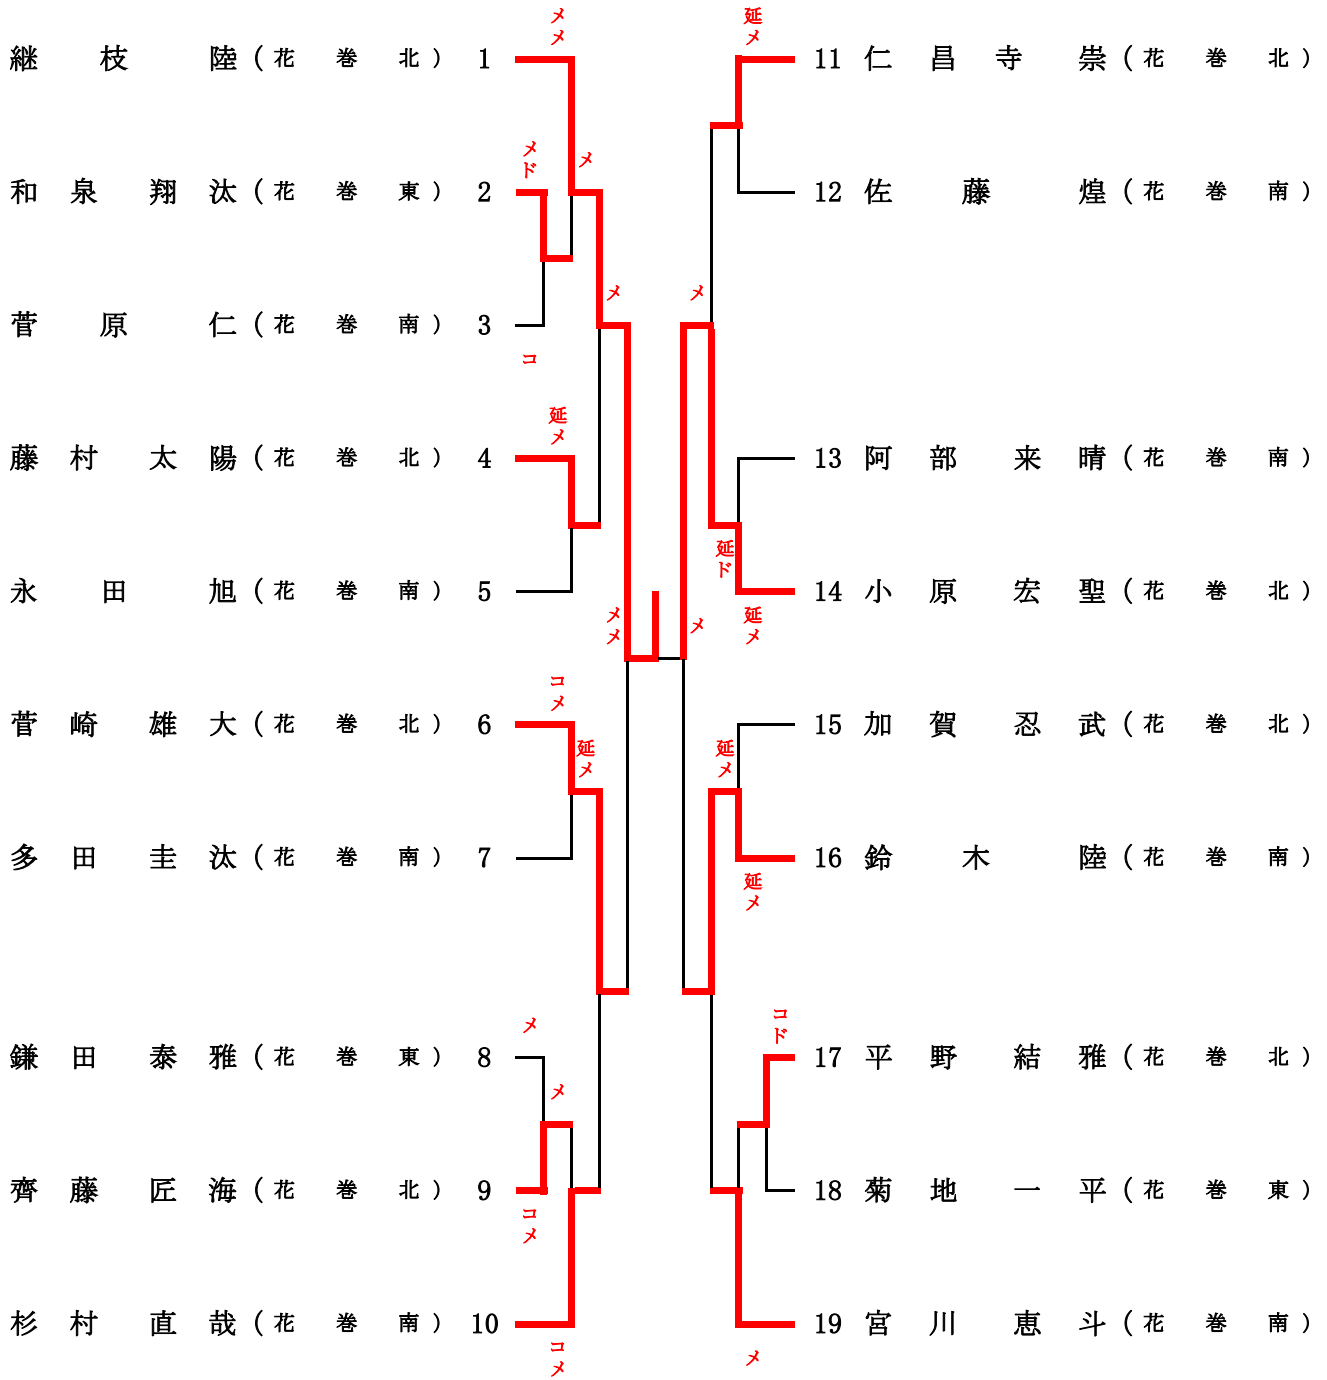 メ
メ
継枝陸(花巻北) 1
メ
ド
メ
和泉翔汰(花巻東) 2
メ
菅原仁(花巻南) 3
コ
延
メ
藤村太陽(花巻北) 4
永田旭(花巻南) 5
メ
メ
コ
メ
菅崎雄大(花巻北) 6
延
メ
多田圭汰(花巻南) 7
メ
鎌田泰雅(花巻東) 8
メ
齊藤匠海(花巻北) 9
コ
メ
杉村直哉(花巻南) 10
コ
メ
延
メ
11 仁昌寺崇(花巻北)
12 佐藤煌(花巻南)
メ
13 阿部来晴(花巻南)
延
ド
14 小原宏聖(花巻北)
延
メ
メ
15 加賀忍武(花巻北)
延
メ
16 鈴木陸(花巻南)
延
メ
コ
ド
17 平野結雅(花巻北)
18 菊地一平(花巻東)
19 宮川恵斗(花巻南)
メ